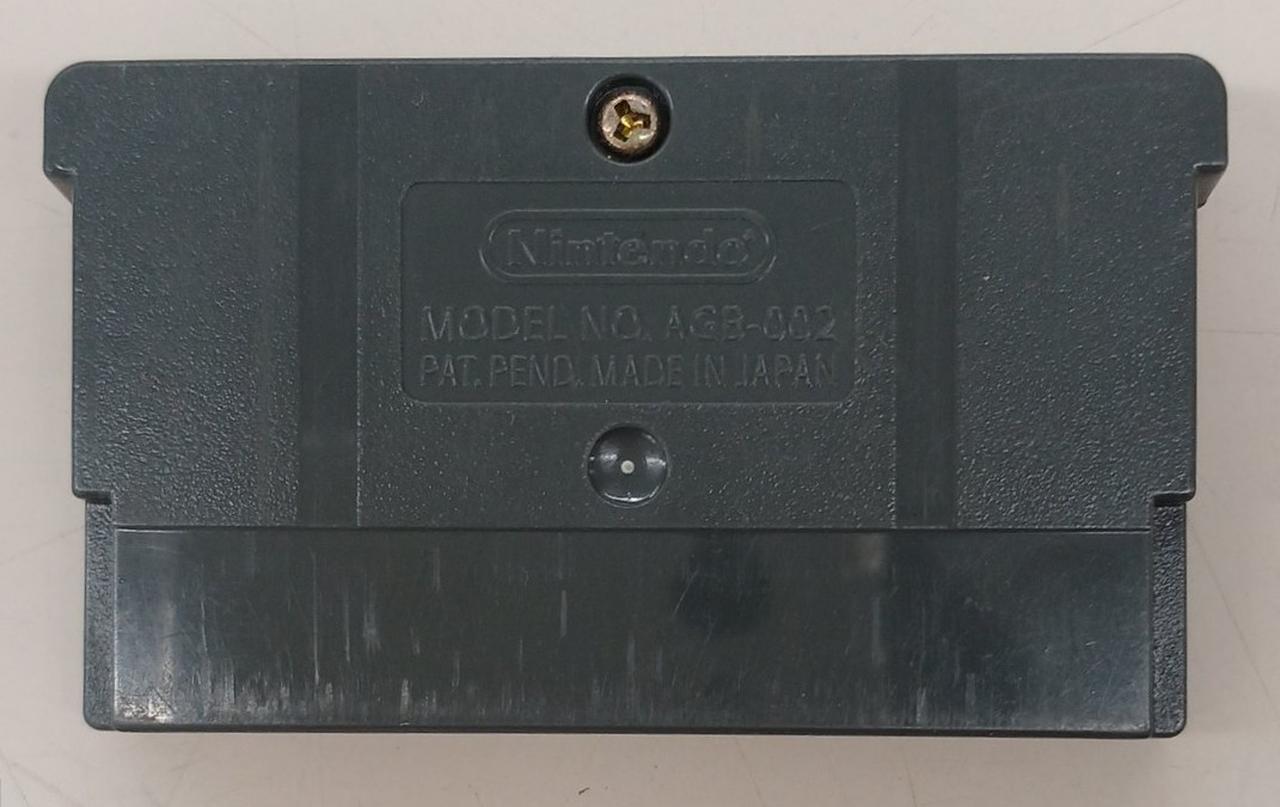 Nintendo
MODEL NO. AGB-002
PAT. PEND. MADE IN JAPAN